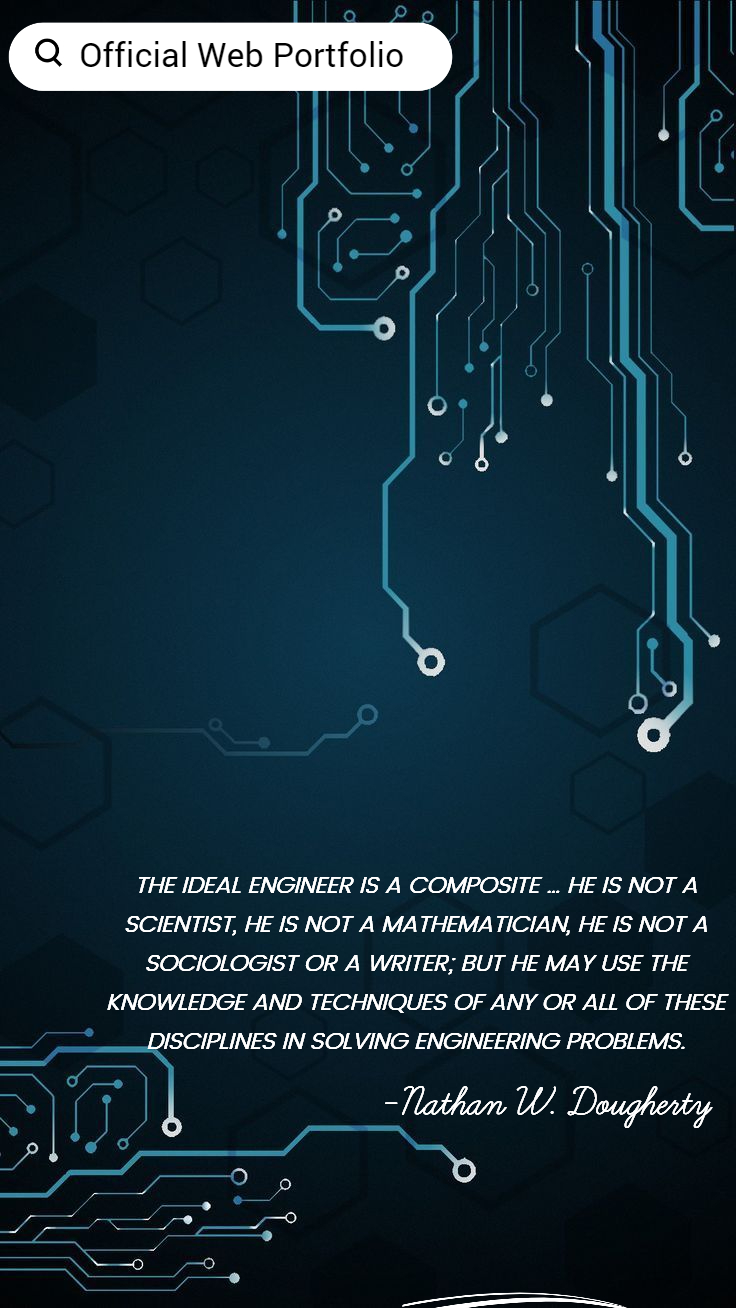 Official Web Portfolio
THE IDEAL ENGINEER IS A COMPOSITE ... HE IS NOT A
SCIENTIST, HE IS NOT A MATHEMATICIAN, HE IS NOT A
SOCIOLOGIST OR A WRITER; BUT HE MAY USE THE
KNOWLEDGE AND TECHNIQUES OF ANY OR ALL OF THESE
DISCIPLINES IN SOLVING ENGINEERING PROBLEMS.
-Nathan W. Dougherty